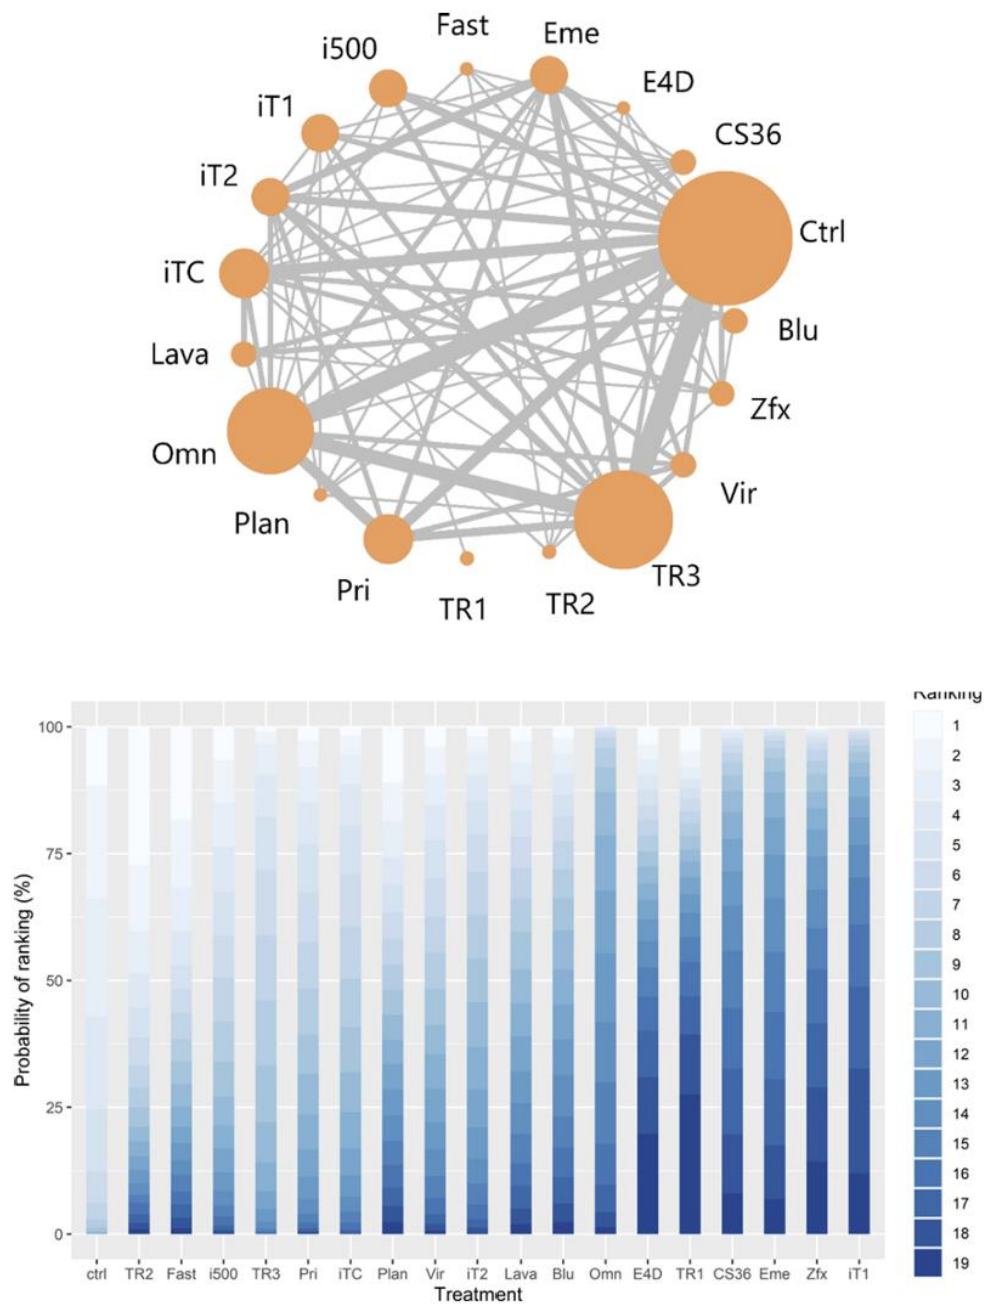 Fast
Eme
i500
E4D
iT1
CS36
iT2
Ctrl
iTC
Blu
Lava
Zfx
Omn
Vir
Plan
TR3
Pri
TR1
TR2
Ranking
100
75
50
25
0
Probability of ranking (%)
ctrl TR2 Fast i500 TR3 Pri iTC Plan Vir iT2 Lava Blu Omn E4D TR1 CS36 Eme Zfx iT1
Treatment
1
2
3
4
5
6
7
8
9
10
11
12
13
14
15
16
17
18
19